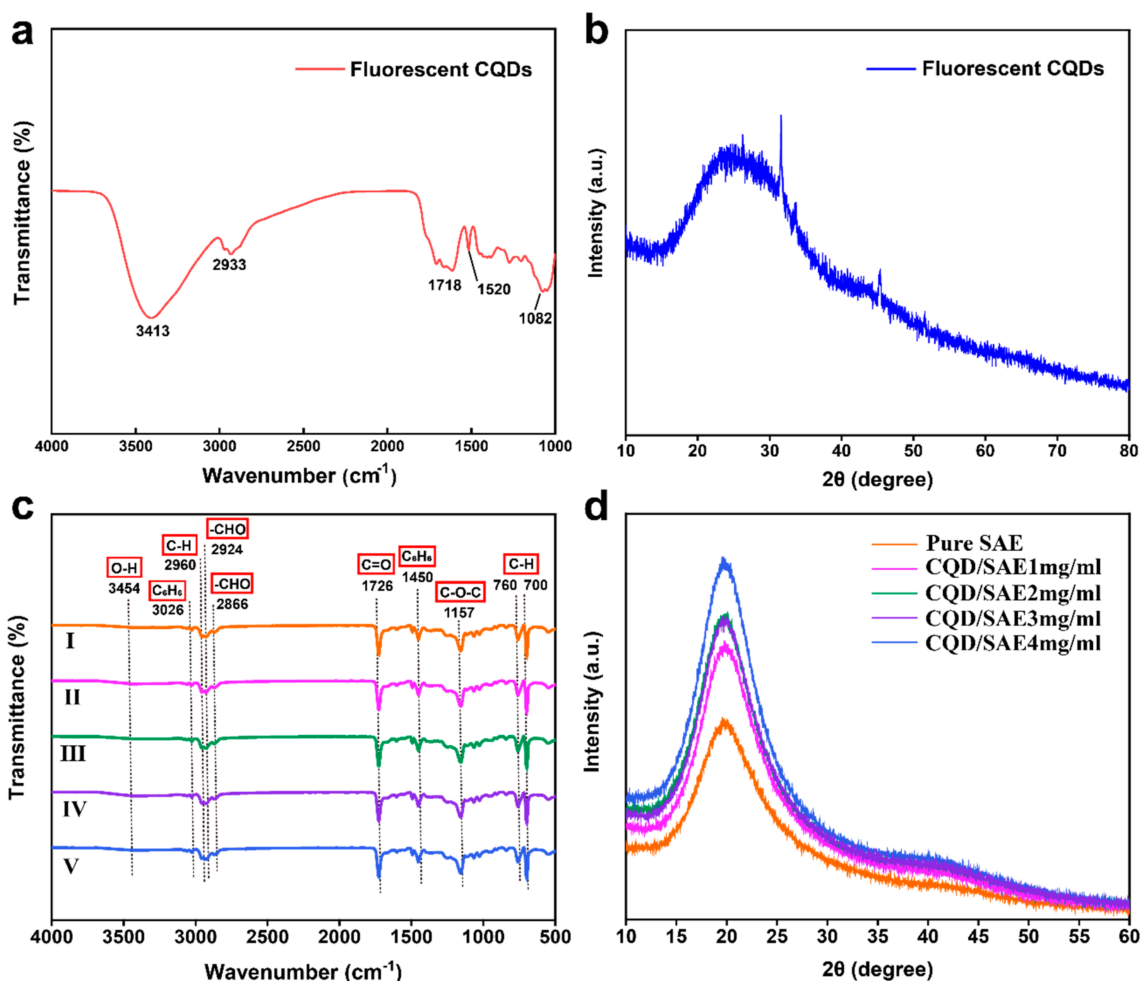 a
Fluorescent CQDs
Transmittance (%)
3413
2933
1718
1520
1082
4000 3500 3000 2500 2000 1500 1000
Wavenumber (cm⁻¹)
b
Fluorescent CQDs
Intensity (a.u.)
10 20 30 40 50 60 70 80
2θ (degree)
c
Transmittance (%)
O-H
3454
C₆H₆
3026
C-H
2960
-CHO
2924
-CHO
2866
C=O
1726
C₆H₆
1450
C-O-C
1157
C-H
760 700
I
II
III
IV
V
4000 3500 3000 2500 2000 1500 1000 500
Wavenumber (cm⁻¹)
d
Pure SAE
CQD/SAE1mg/ml
CQD/SAE2mg/ml
CQD/SAE3mg/ml
CQD/SAE4mg/ml
Intensity (a.u.)
10 15 20 25 30 35 40 45 50 55 60
2θ (degree)